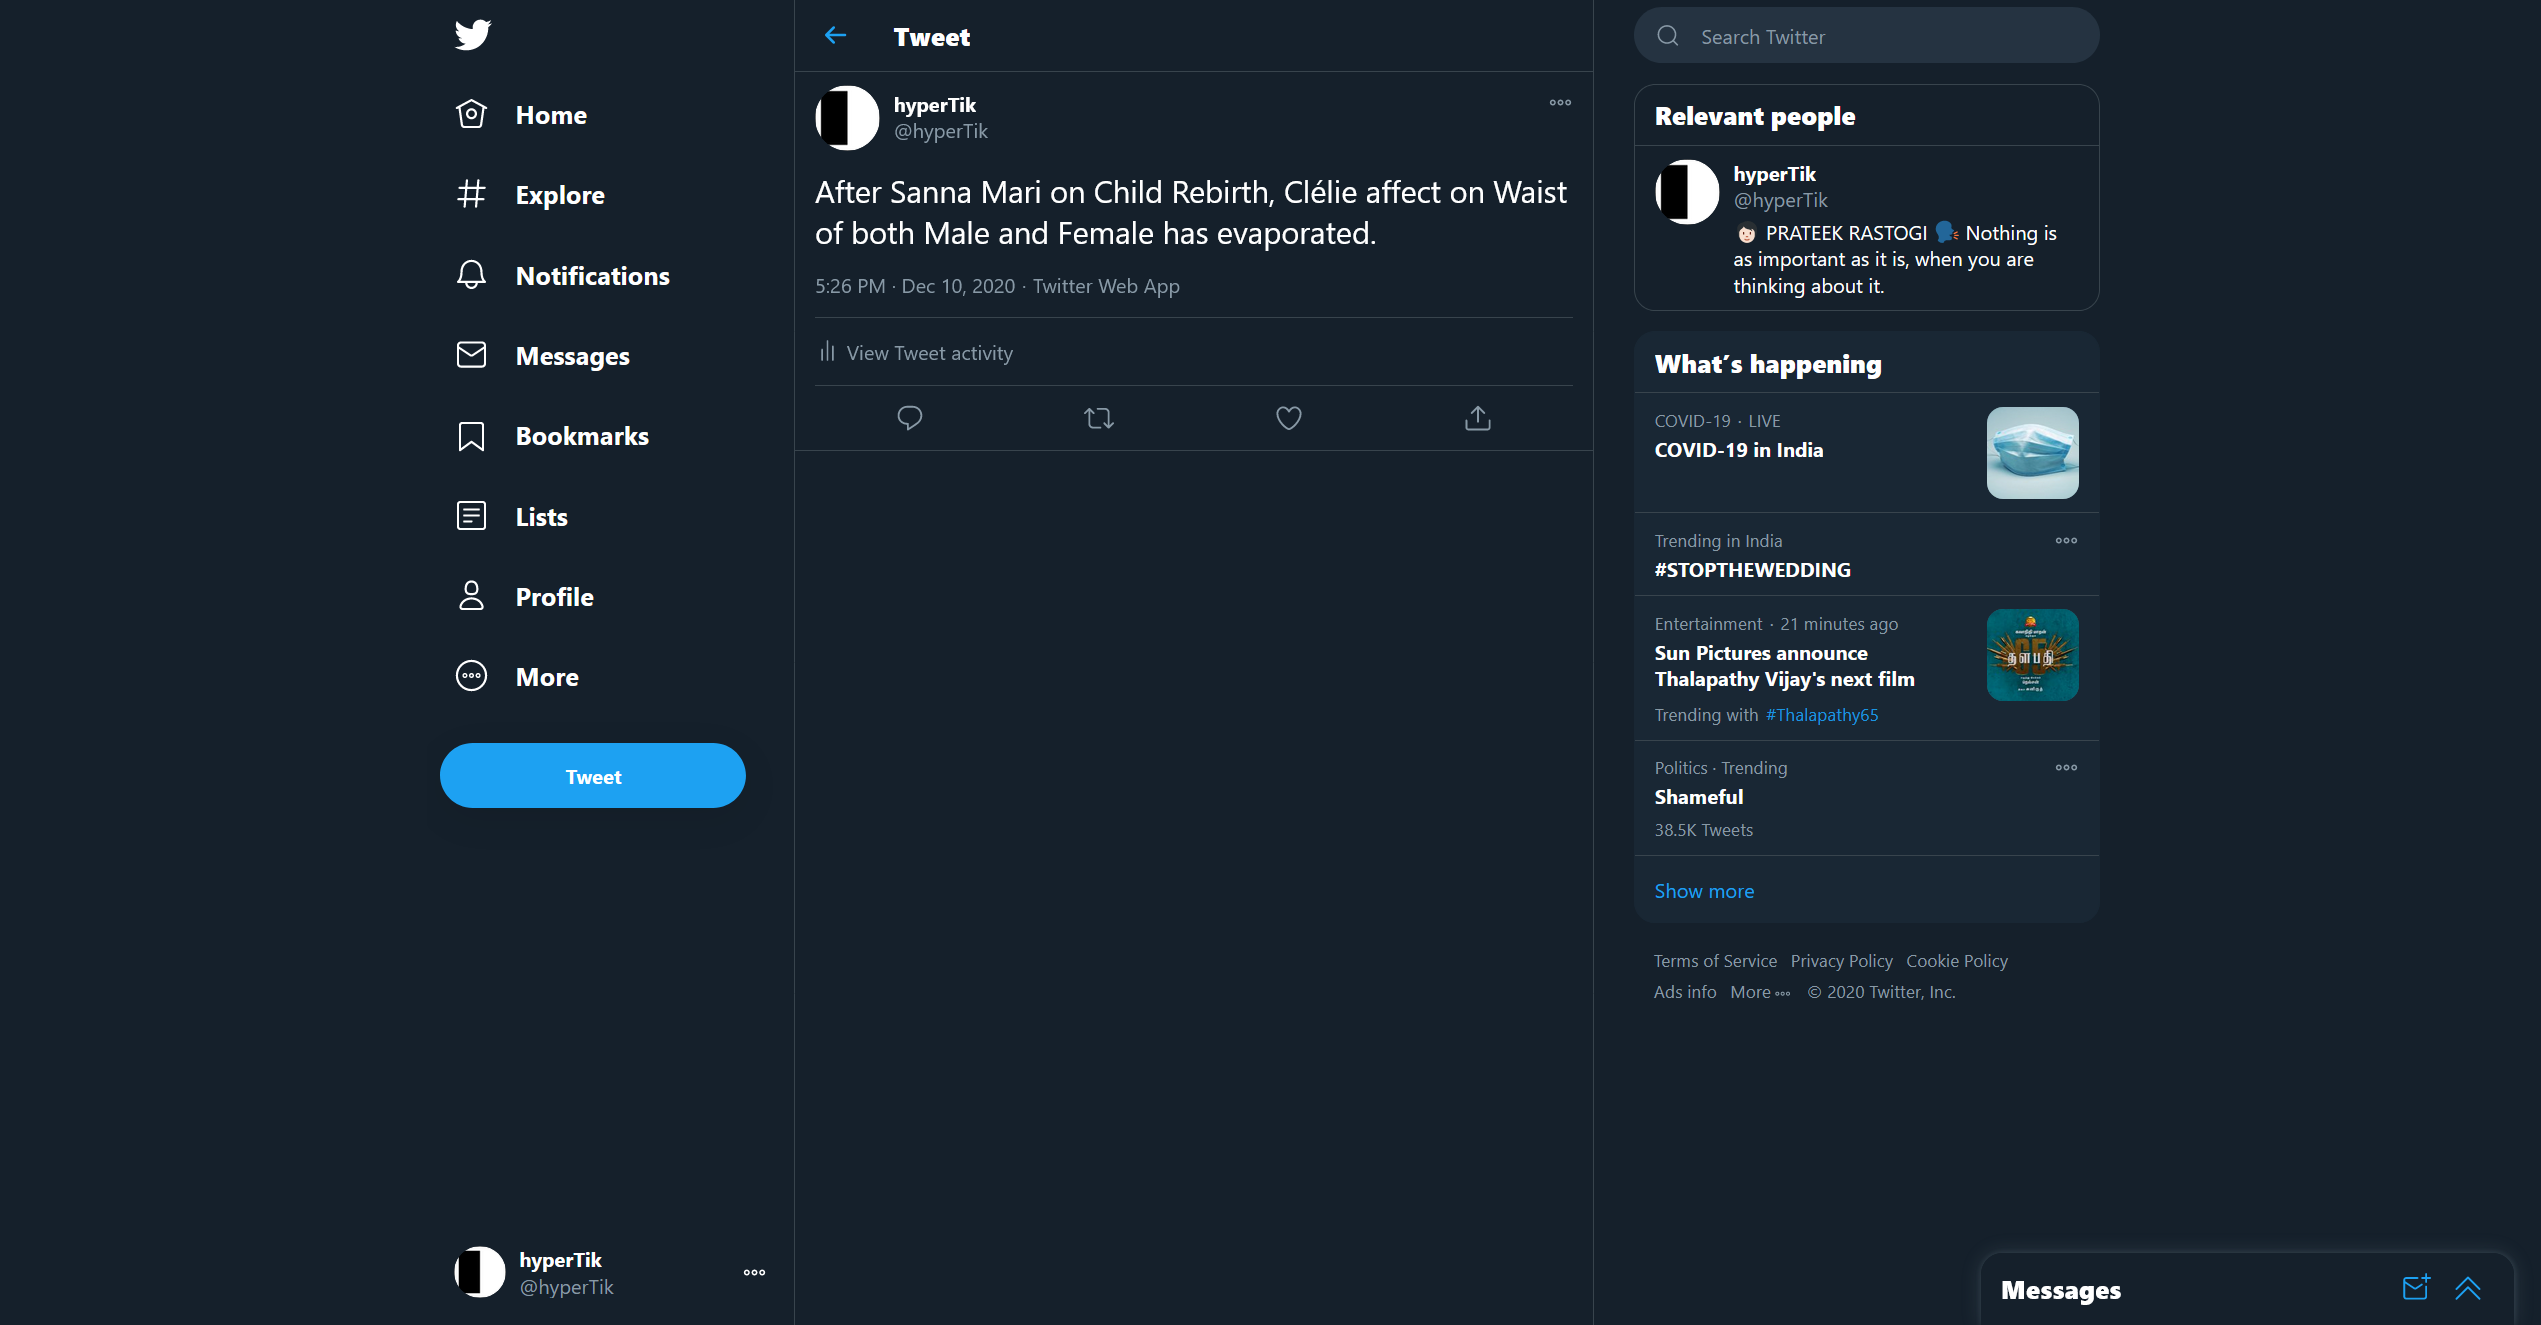 Home
Explore
Notifications
Messages
Bookmarks
Lists
Profile
More
Tweet
hyperTik
@hyperTik
Tweet
hyperTik
@hyperTik
After Sanna Mari on Child Rebirth, Clélie affect on Waist
of both Male and Female has evaporated.
5:26 PM · Dec 10, 2020 · Twitter Web App
View Tweet activity
Search Twitter
Relevant people
hyperTik
@hyperTik
PRATEEK RASTOGI Nothing is
as important as it is, when you are
thinking about it.
What's happening
COVID-19 · LIVE
COVID-19 in India
Trending in India
#STOPTHEWEDDING
Entertainment · 21 minutes ago
Sun Pictures announce
Thalapathy Vijay's next film
Trending with #Thalapathy65
தளபதி
Politics · Trending
Shameful
38.5K Tweets
Show more
Terms of Service Privacy Policy Cookie Policy
Ads info More © 2020 Twitter, Inc.
Messages